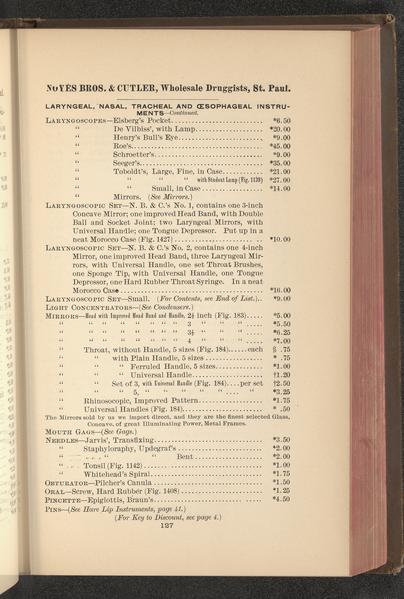 NOYES BROS. & CUTLER, Wholesale Druggists, St. Paul.
LARYNGEAL, NASAL, TRACHEAL AND ŒSOPHAGEAL INSTRU-
MENTS—Continued.
LARYNGOSCOPES—Elsberg's Pocket.......... *6.50
" De Vilbiss', with Lamp.......... *20.00
" Henry's Bull's Eye.......... *9.00
" Roe's.......... *45.00
" Schroetter's.......... *9.00
" Seeger's.......... *35.00
" Toboldt's, Large, Fine, in Case.......... *21.00
" " " " with Student Lamp (Fig. 1139) *27.00
" " Small, in Case.......... *14.00
" Mirrors. (See Mirrors.)
LARYNGOSCOPIC SET—N. B. & C.'s No. 1, contains one 3-inch
Concave Mirror; one improved Head Band, with Double
Ball and Socket Joint; two Laryngeal Mirrors, with
Universal Handle; one Tongue Depressor. Put up in a
neat Morocco Case (Fig. 1427).......... *10.00
LARYNGOSCOPIC SET—N. B. & C.'s No. 2, contains one 4-inch
Mirror, one improved Head Band, three Laryngeal Mir-
rors, with Universal Handle, one set Throat Brushes,
one Sponge Tip, with Universal Handle, one Tongue
Depressor, one Hard Rubber Throat Syringe. In a neat
Morocco Case.......... *16.00
LARYNGOSCOPIC SET—Small. (For Contents, see End of List.).. *9.00
LIGHT CONCENTRATORS—(See Condensers.)
MIRRORS—Head with Improved Head Band and Handle, 2½ inch (Fig. 183)..... *5.00
" " " " " " " " 3 " " " ..... *5.50
" " " " " " " " 3½ " " " ..... *6.25
" " " " " " " " 4 " " " ..... *7.00
" Throat, without Handle, 5 sizes (Fig. 184)......each § .75
" " with Plain Handle, 5 sizes.......... * .75
" " " Ferruled Handle, 5 sizes.......... *1.00
" " " Universal Handle.......... †1.20
" " Set of 3, with Universal Handle (Fig. 184)....per set †2.50
" " " 5, " " " " .... " *3.25
" Rhinoscopic, Improved Pattern.......... *1.75
" Universal Handles (Fig. 184).......... * .50
The Mirrors sold by us we import direct, and they are the finest selected Glass,
Concave, of great Illuminating Power, Metal Frames.
MOUTH GAGS—(See Gags.)
NEEDLES—Jarvis', Transfixing.......... *3.50
" Staphyloraphy, Updegraf's.......... *2.00
" " " Bent.......... *2.00
" Tonsil (Fig. 1142).......... *1.00
" Whitehead's Spiral.......... *1.75
OBTURATOR—Pilcher's Canula.......... *1.50
ORAL—Screw, Hard Rubber (Fig. 1408).......... *1.25
PINCETTE—Epiglottis, Braun's.......... *4.50
PINS—(See Hare Lip Instruments, page 41.)
(For Key to Discount, see page 4.)
127